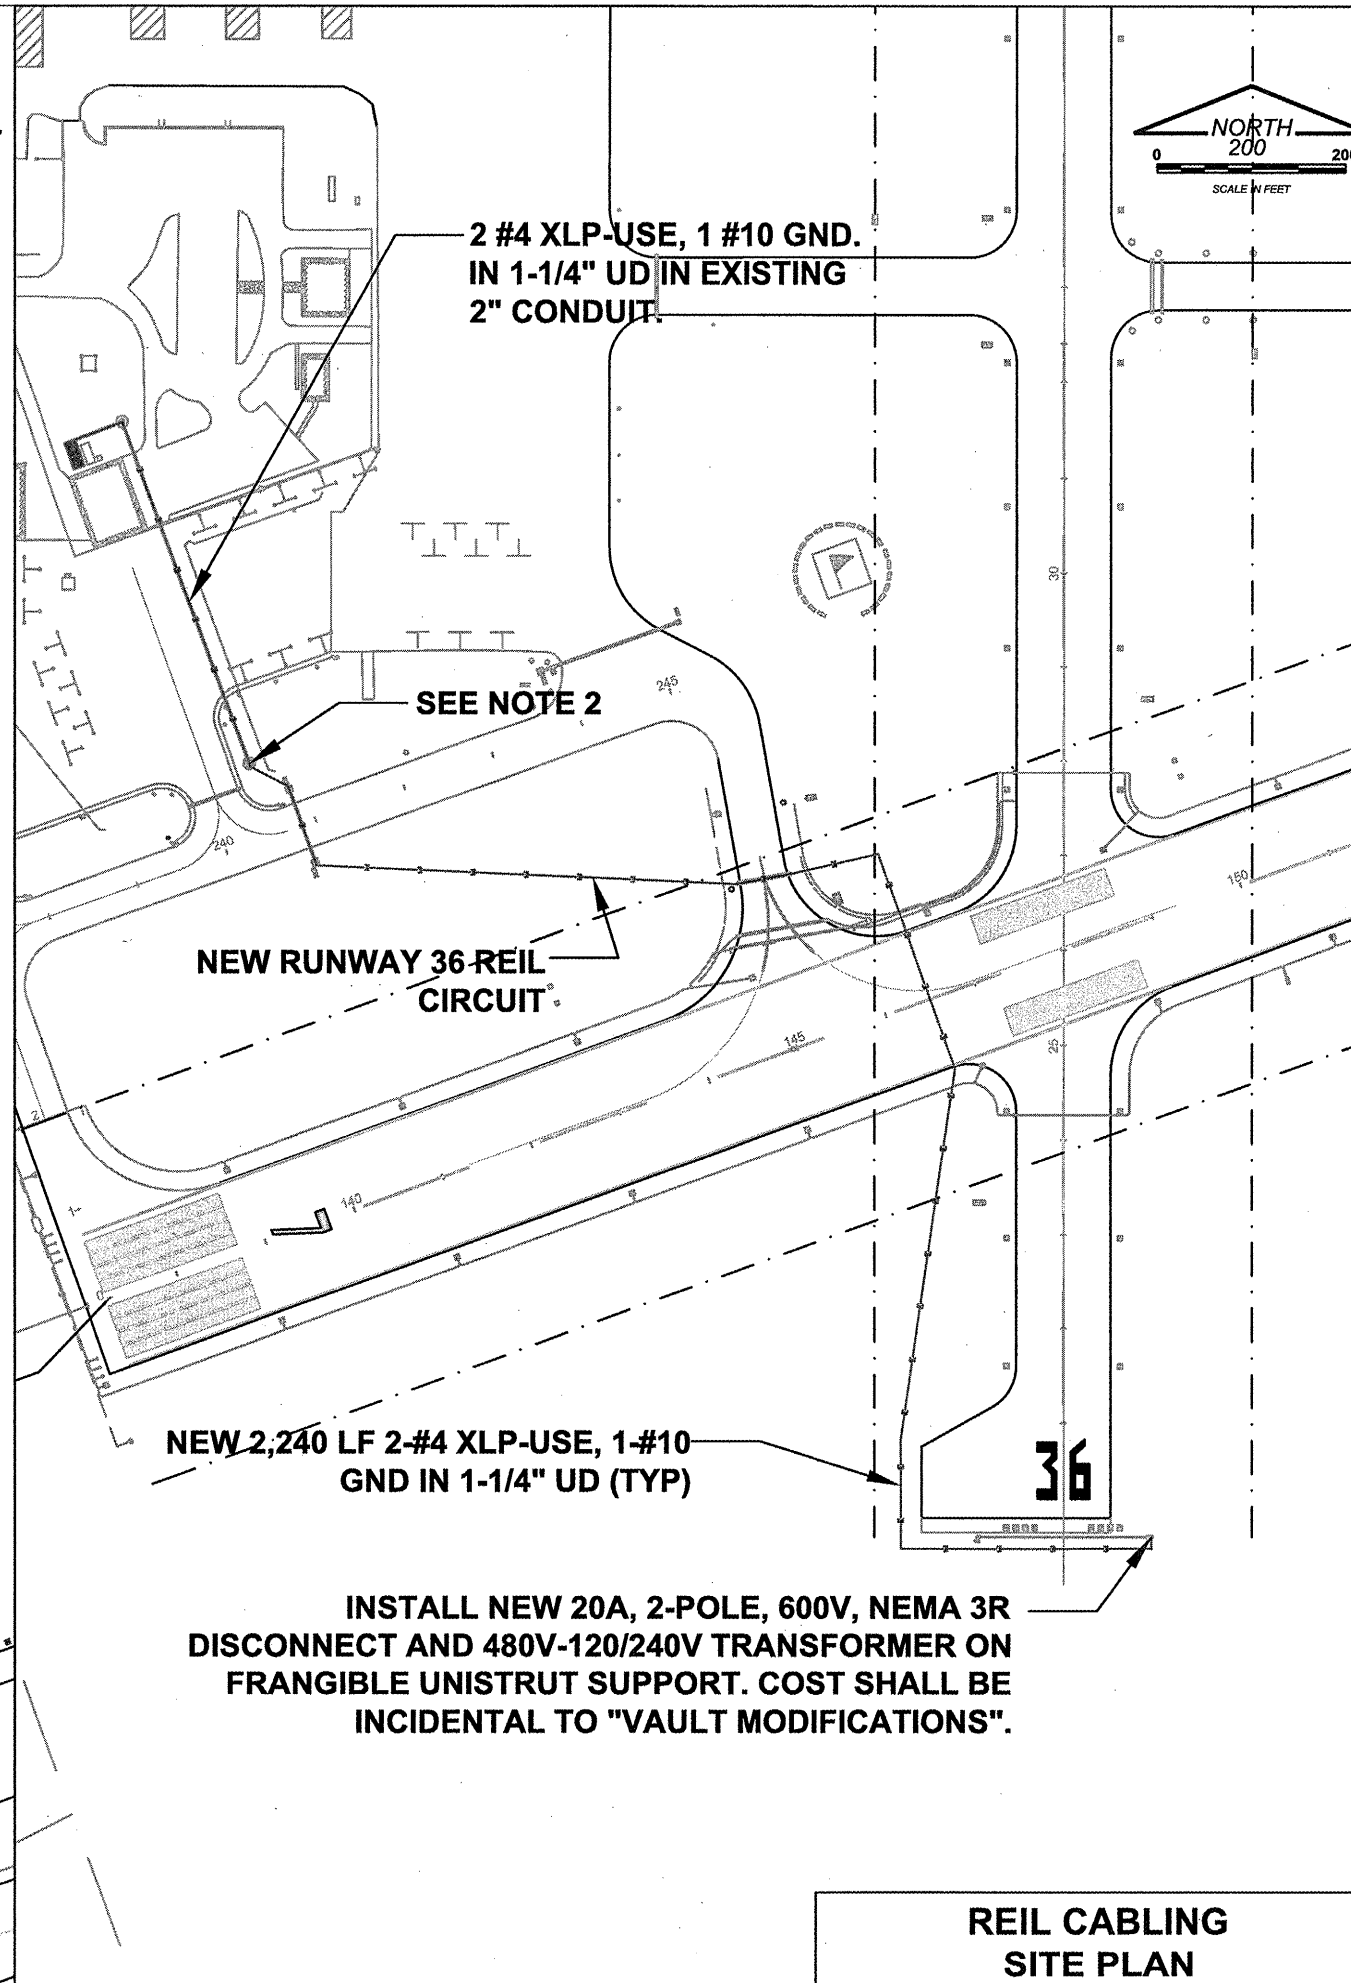 NORTH
200
0
200
SCALE IN FEET
2 #4 XLP-USE, 1 #10 GND.
IN 1-1/4" UD IN EXISTING
2" CONDUIT.
30
245
SEE NOTE 2
240
150
NEW RUNWAY 36 REIL
CIRCUIT
145
25
2
1
140
7
NEW 2,240 LF 2-#4 XLP-USE, 1-#10
GND IN 1-1/4" UD (TYP)
36
INSTALL NEW 20A, 2-POLE, 600V, NEMA 3R
DISCONNECT AND 480V-120/240V TRANSFORMER ON
FRANGIBLE UNISTRUT SUPPORT. COST SHALL BE
INCIDENTAL TO "VAULT MODIFICATIONS".
REIL CABLING
SITE PLAN